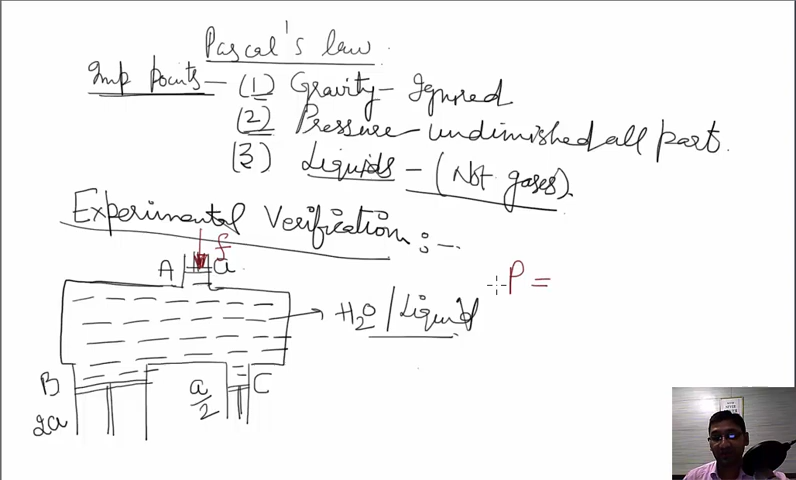 Pascal's law.
Imp points - (1) Gravity - Ignored
(2) Pressure - undiminished all part.
(3) Liquids - (Not gases).
Experimental Verification :-
f
A a
P =
H2O / Liquid
B a/2 C
2a